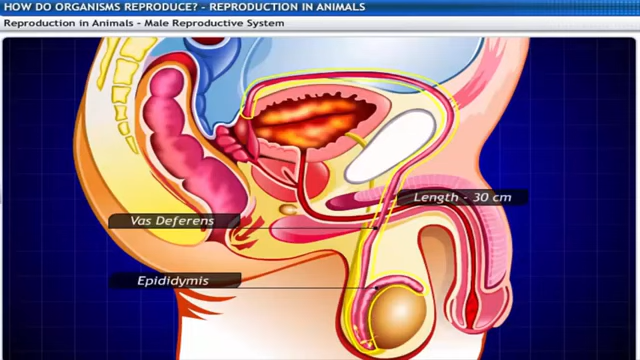 HOW DO ORGANISMS REPRODUCE? - REPRODUCTION IN ANIMALS
Reproduction in Animals - Male Reproductive System
Length - 30 cm
Vas Deferens
Epididymis